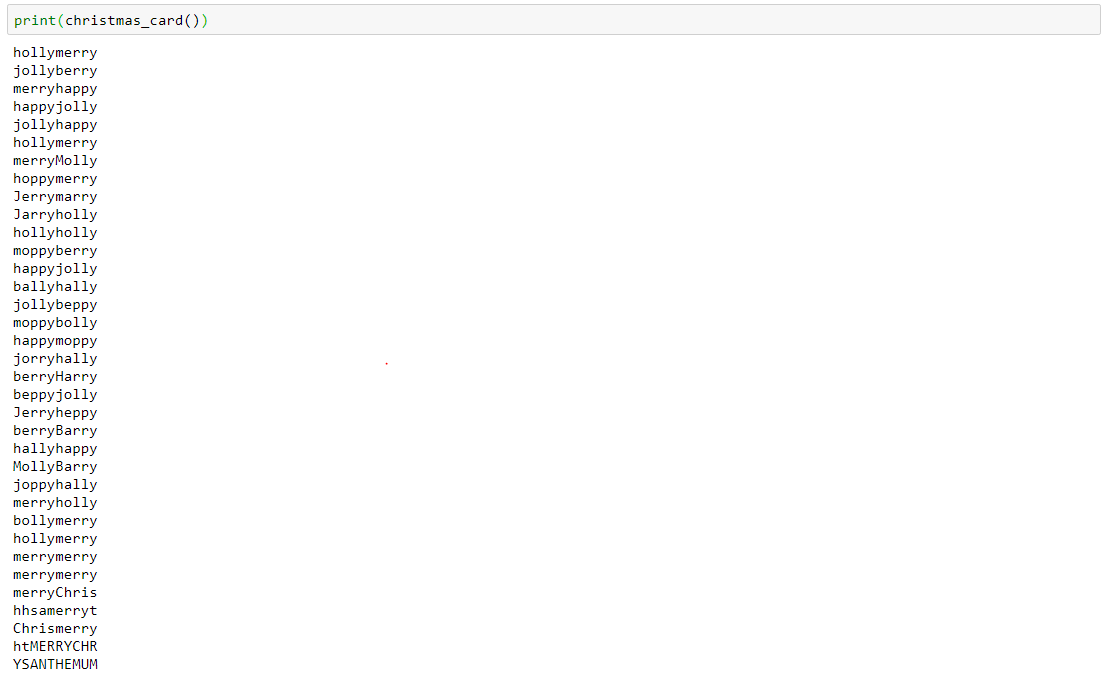 print(christmas_card())
hollymerry
jollyberry
merryhappy
happyjolly
jollyhappy
hollymerry
merryMolly
hoppymerry
Jerrymarry
Jarryholly
hollyholly
moppyberry
happyjolly
ballyhally
jollybeppy
moppybolly
happymoppy
jorryhally
berryHarry
beppyjolly
Jerryheppy
berryBarry
hallyhappy
MollyBarry
joppyhally
merryholly
bollymerry
hollymerry
merrymerry
merrymerry
merryChris
hhsamerryt
Chrismerry
htMERRYCHR
YSANTHEMUM